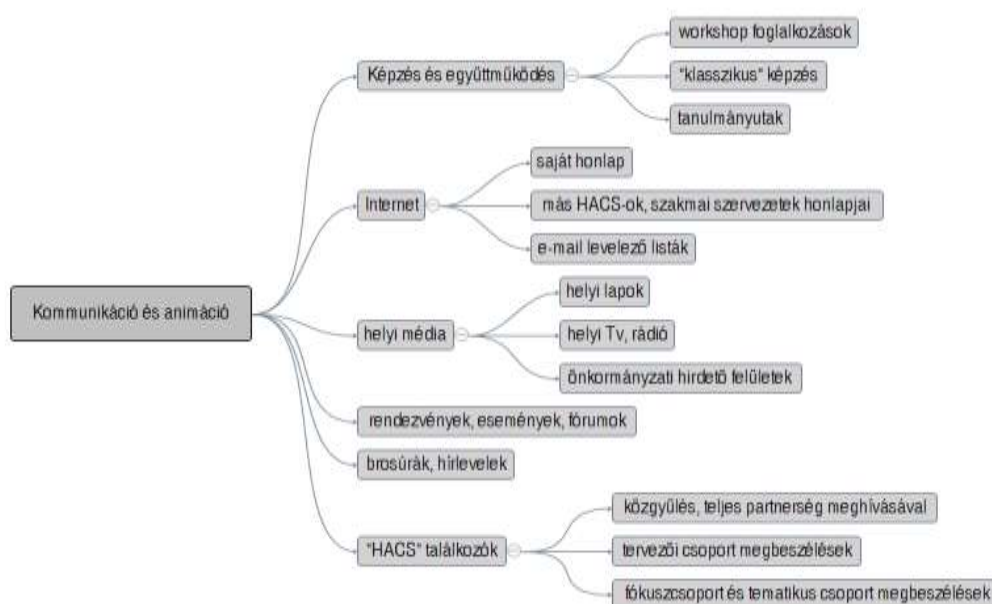 Kommunikáció és animáció
Képzés és együttműködés
workshop foglalkozások
"klasszikus" képzés
tanulmányutak
Internet
saját honlap
más HACS-ok, szakmai szervezetek honlapjai
e-mail levelező listák
helyi média
helyi lapok
helyi Tv, rádió
önkormányzati hirdető felületek
rendezvények, események, fórumok
brosúrák, hírlevelek
"HACS" találkozók
közgyűlés, teljes partnerség meghívásával
tervezői csoport megbeszélések
fókuszcsoport és tematikus csoport megbeszélések